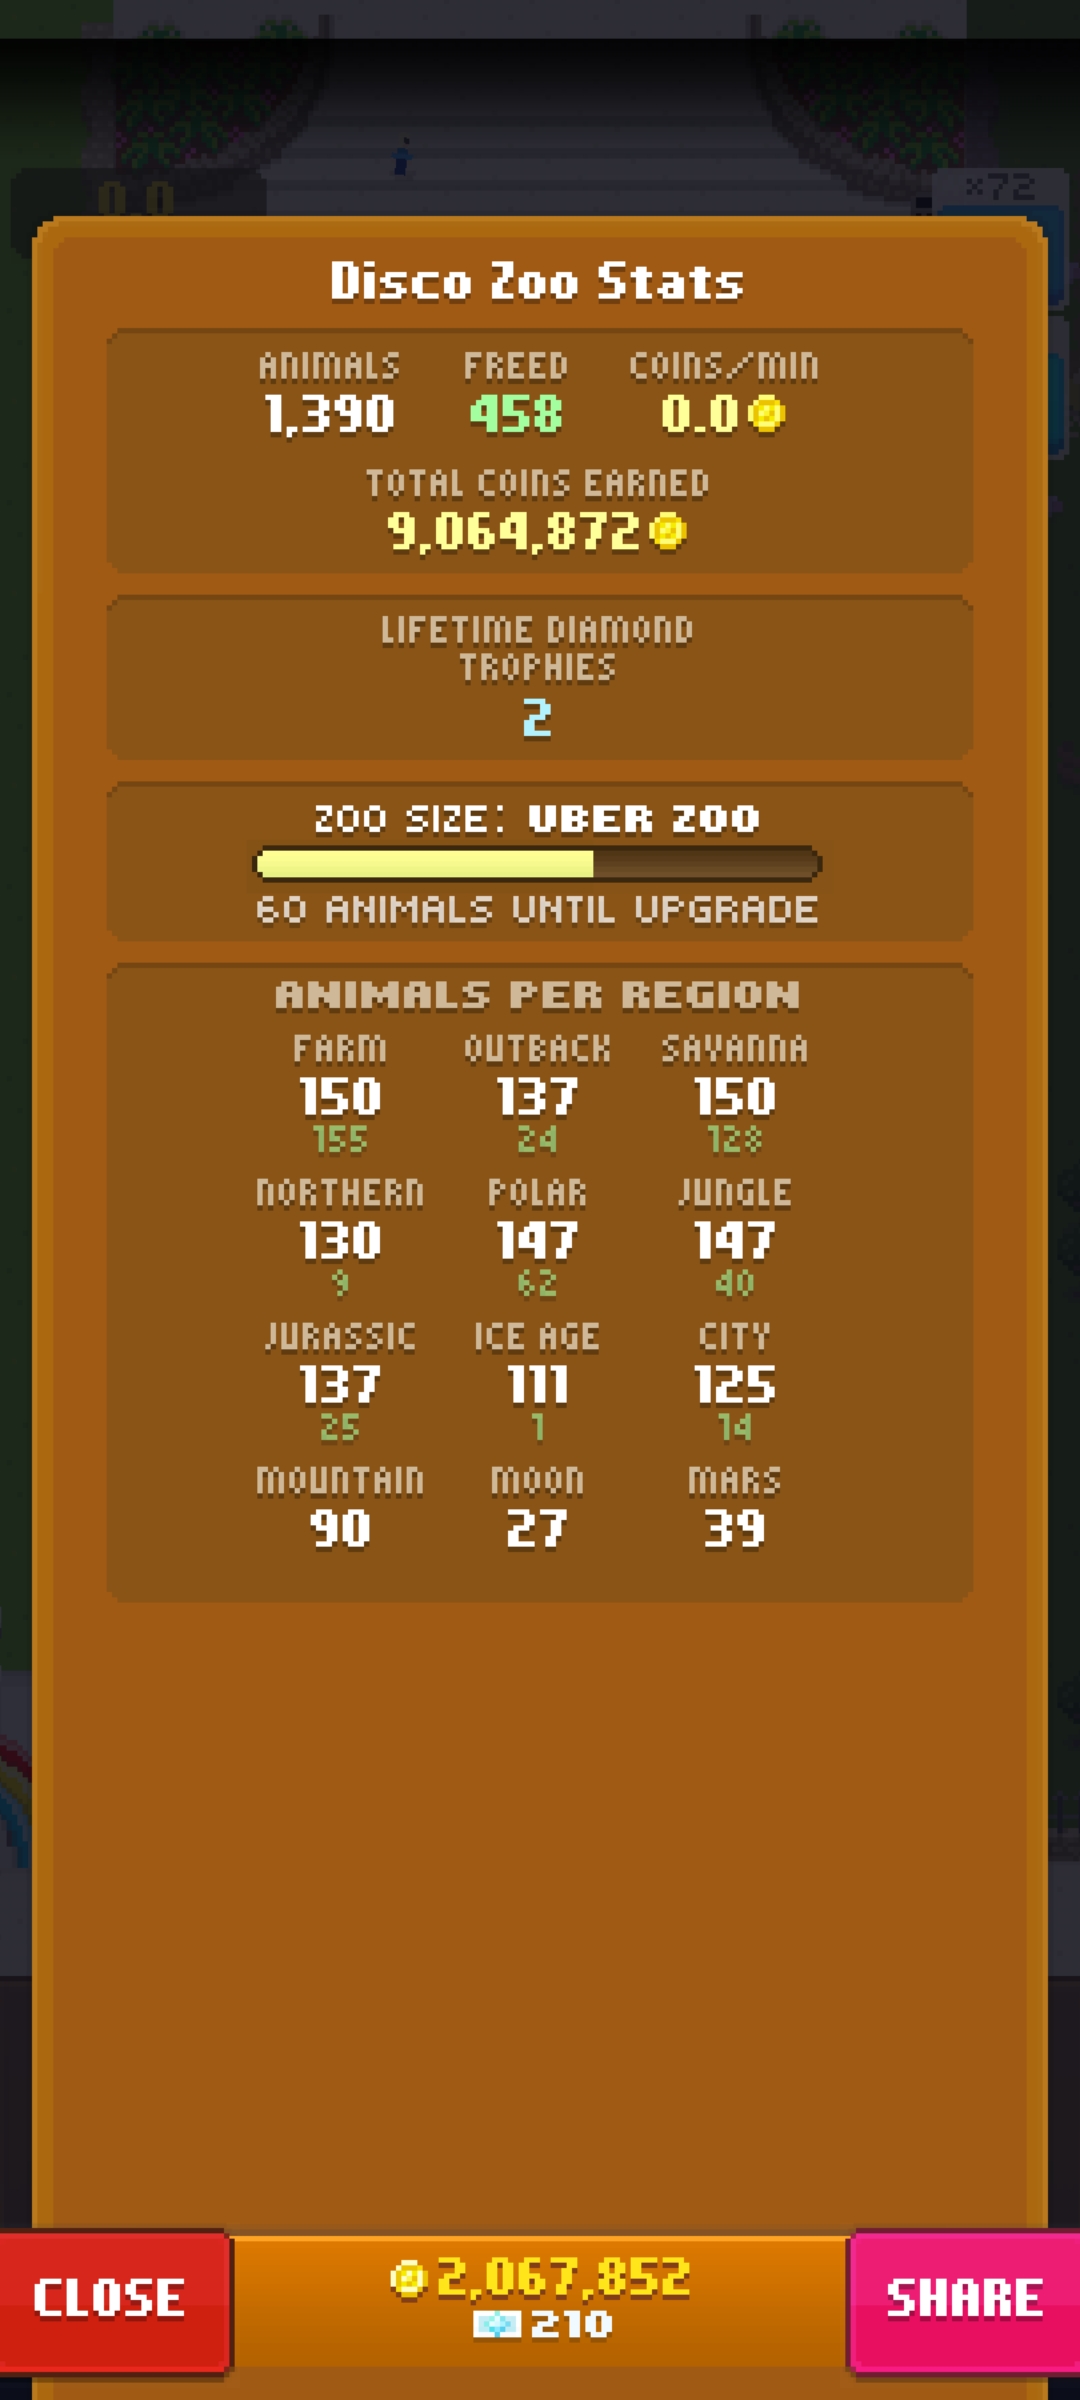 0.0
×72
Disco Zoo Stats
ANIMALS FREED COINS/MIN
1,390 458 0.0
TOTAL COINS EARNED
9,064,872
LIFETIME DIAMOND
TROPHIES
2
ZOO SIZE: UBER ZOO
60 ANIMALS UNTIL UPGRADE
ANIMALS PER REGION
FARM OUTBACK SAVANNA
150 137 150
155 24 128
NORTHERN POLAR JUNGLE
130 147 147
9 62 40
JURASSIC ICE AGE CITY
137 111 125
25 1 14
MOUNTAIN MOON MARS
90 27 39
CLOSE
2,067,852
210
SHARE